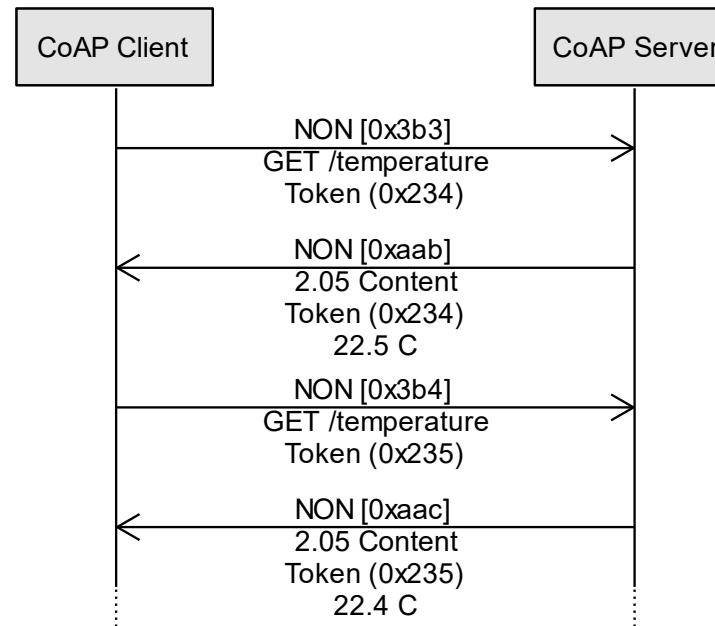 CoAP Client
CoAP Server
NON [0x3b3]
GET /temperature
Token (0x234)
NON [0xaab]
2.05 Content
Token (0x234)
22.5 C
NON [0x3b4]
GET /temperature
Token (0x235)
NON [0xaac]
2.05 Content
Token (0x235)
22.4 C